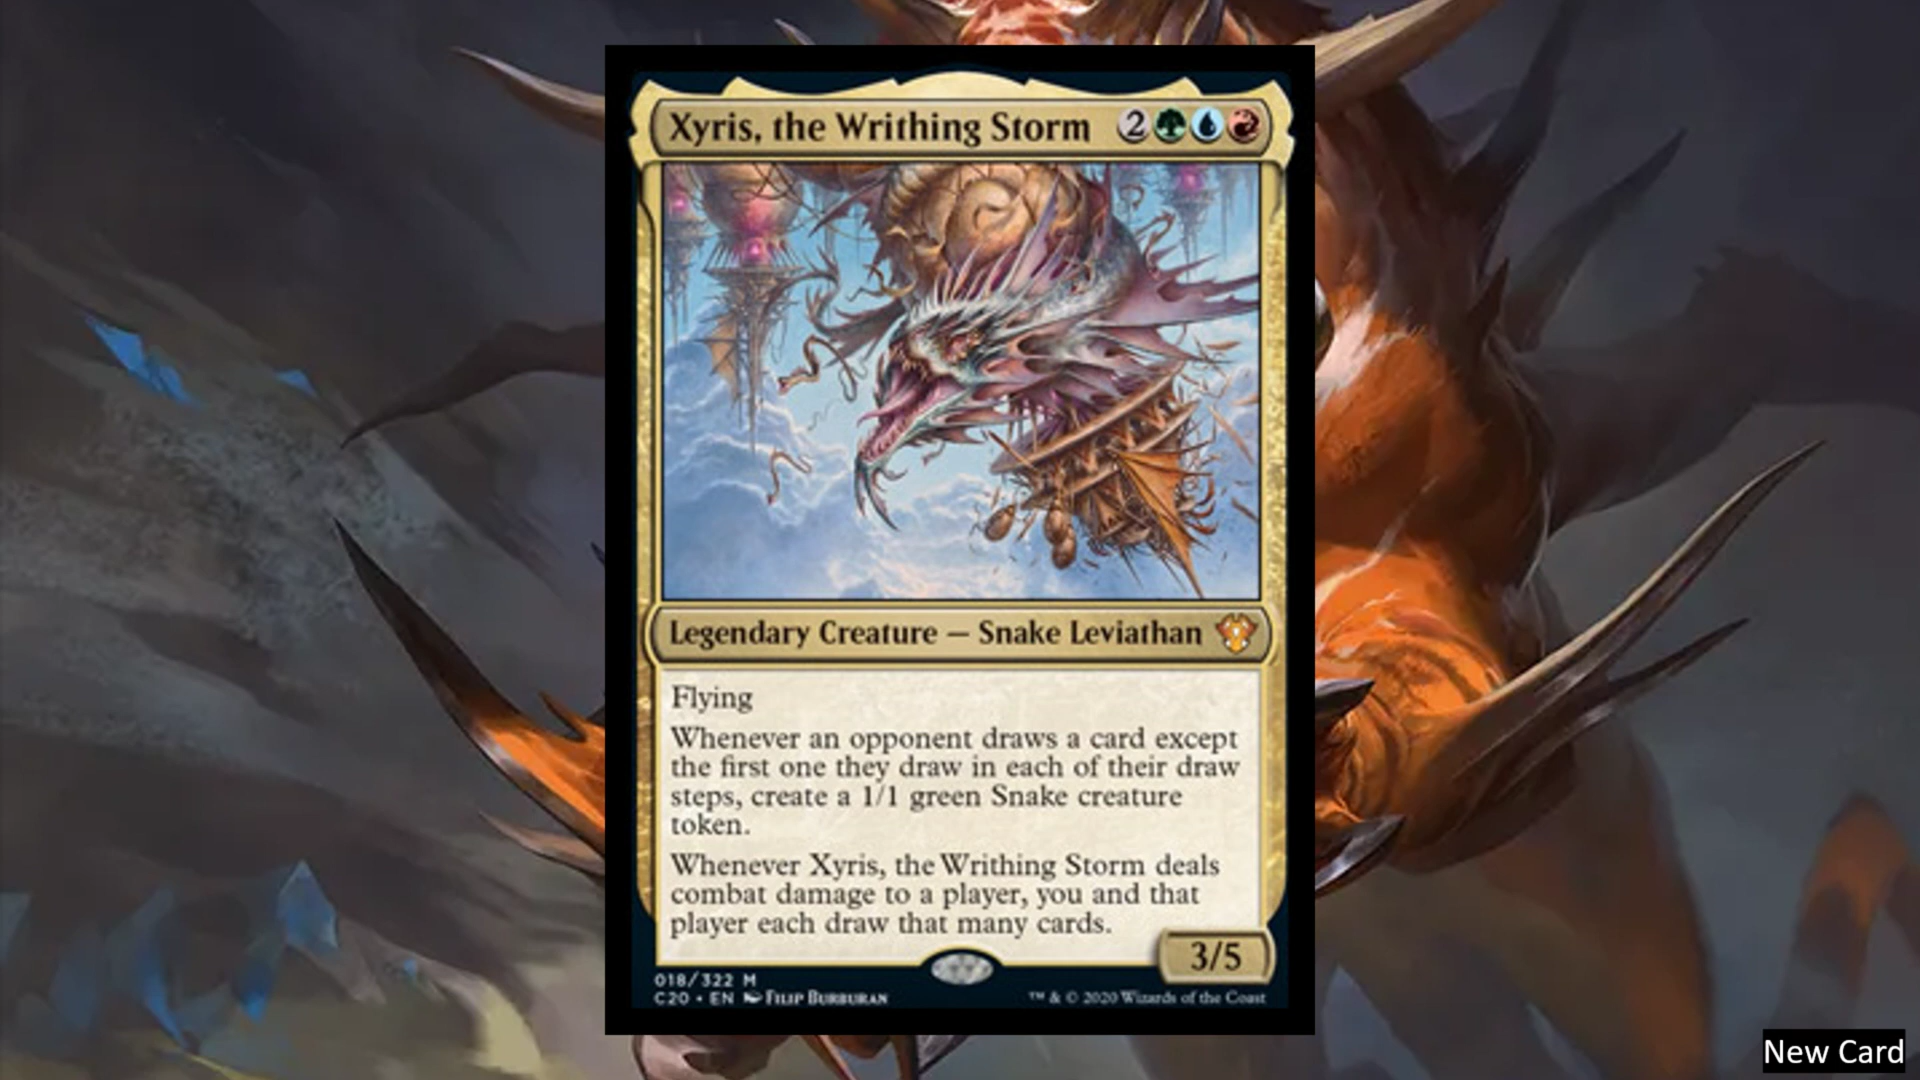 Xyris, the Writhing Storm 2
Legendary Creature — Snake Leviathan
Flying
Whenever an opponent draws a card except
the first one they draw in each of their draw
steps, create a 1/1 green Snake creature
token.
Whenever Xyris, the Writhing Storm deals
combat damage to a player, you and that
player each draw that many cards.
3/5
018/322 M
C20 • EN Filip Burburan
™ & © 2020 Wizards of the Coast
New Card